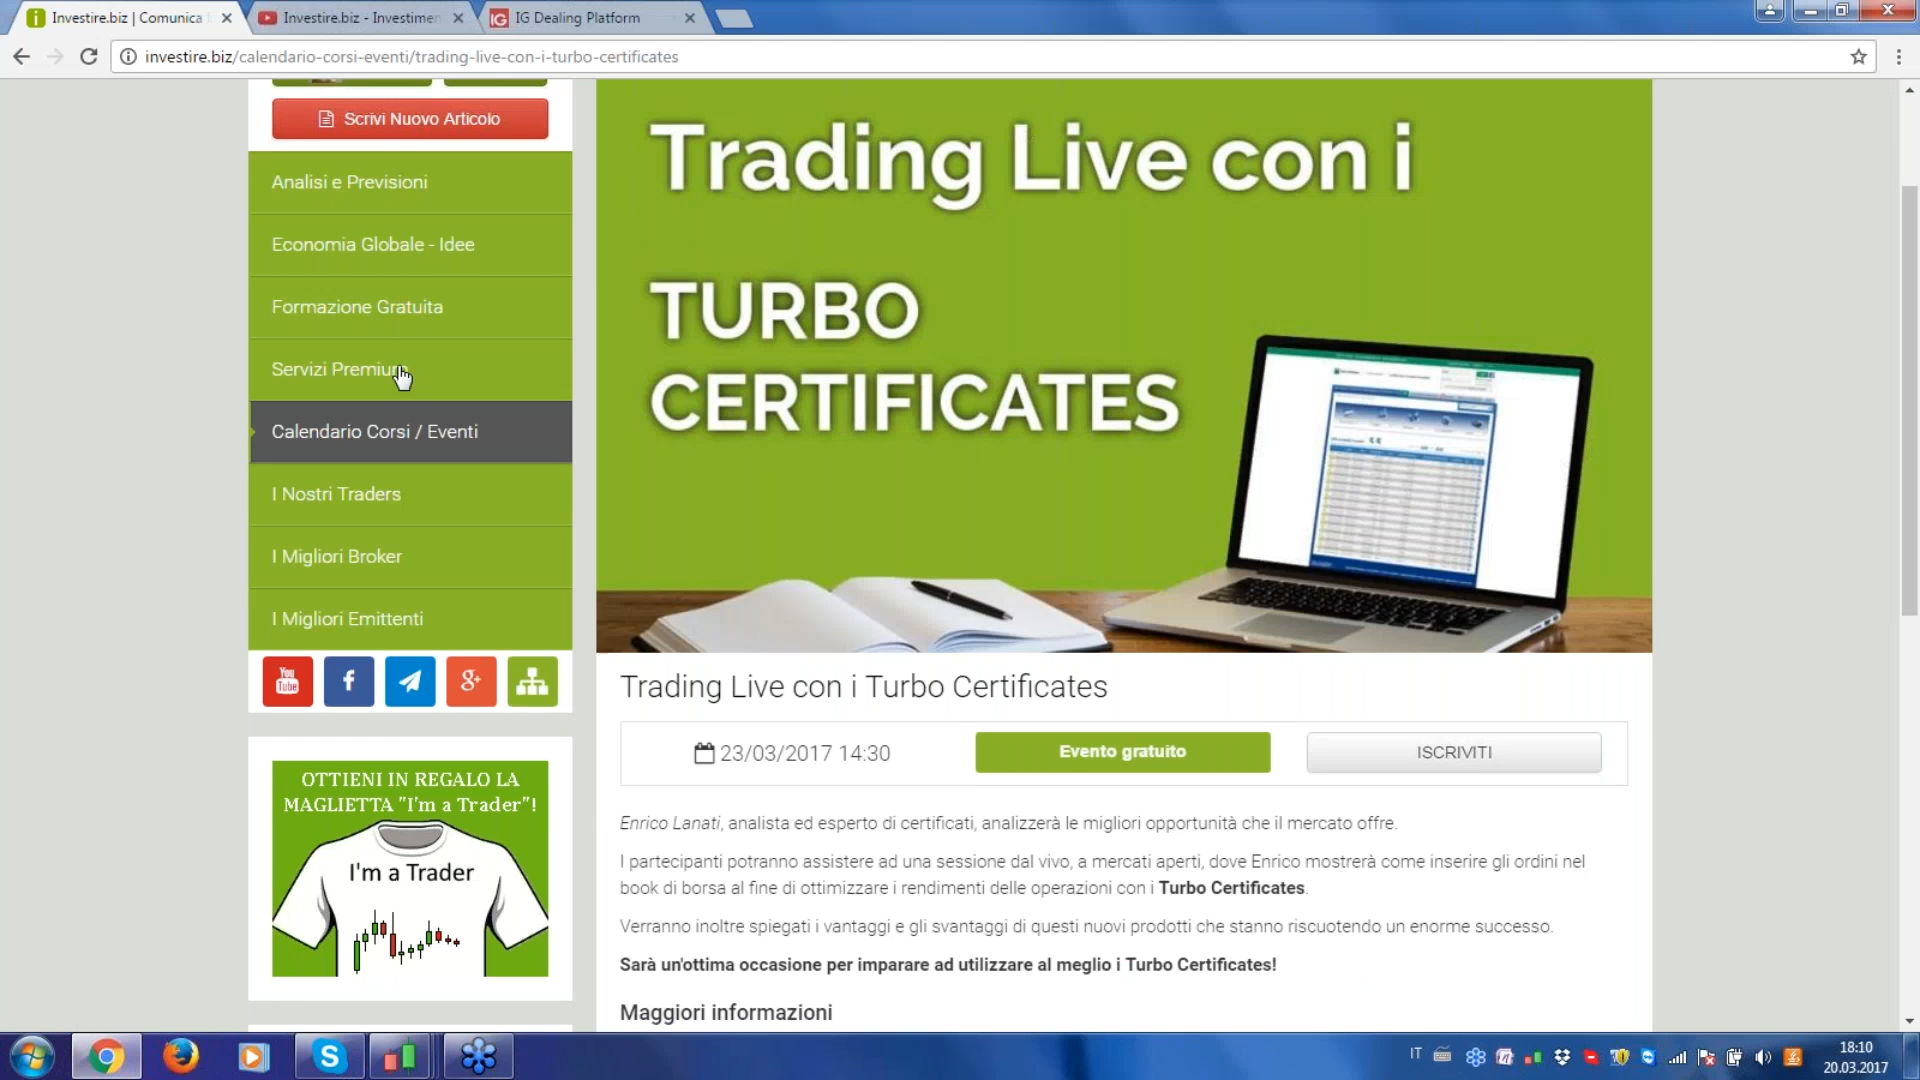 Investire.biz | Comunica
Investire.biz - Investimen
IG
IG Dealing Platform
investire.biz/calendario-corsi-eventi/trading-live-con-i-turbo-certificates
Scrivi Nuovo Articolo
Analisi e Previsioni
Economia Globale - Idee
Formazione Gratuita
Servizi Premium
Calendario Corsi / Eventi
I Nostri Traders
I Migliori Broker
I Migliori Emittenti
You
Tube
f
g+
OTTIENI IN REGALO LA
MAGLIETTA "I'm a Trader"!
I'm a Trader
Trading Live con i
TURBO
CERTIFICATES
Trading Live con i Turbo Certificates
23/03/2017 14:30
Evento gratuito
ISCRIVITI
Enrico Lanati, analista ed esperto di certificati, analizzerà le migliori opportunità che il mercato offre.
I partecipanti potranno assistere ad una sessione dal vivo, a mercati aperti, dove Enrico mostrerà come inserire gli ordini nel
book di borsa al fine di ottimizzare i rendimenti delle operazioni con i Turbo Certificates.
Verranno inoltre spiegati i vantaggi e gli svantaggi di questi nuovi prodotti che stanno riscuotendo un enorme successo.
Sarà un'ottima occasione per imparare ad utilizzare al meglio i Turbo Certificates!
Maggiori informazioni
IT
18:10
20.03.2017